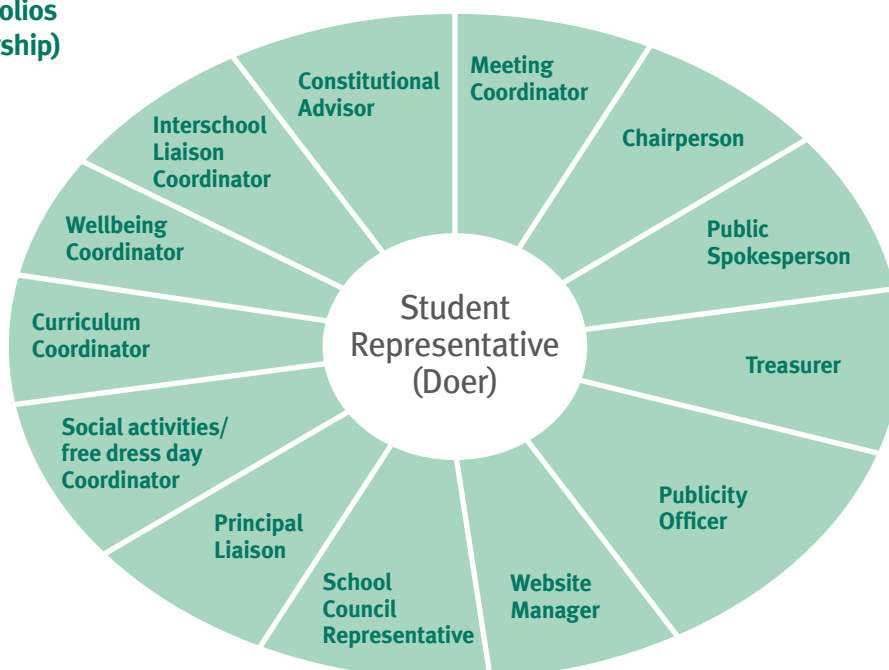 olios
ship)
Constitutional
Advisor
Meeting
Coordinator
Chairperson
Public
Spokesperson
Treasurer
Publicity
Officer
Website
Manager
School
Council
Representative
Principal
Liaison
Social activities/
free dress day
Coordinator
Curriculum
Coordinator
Wellbeing
Coordinator
Interschool
Liaison
Coordinator
Student
Representative
(Doer)